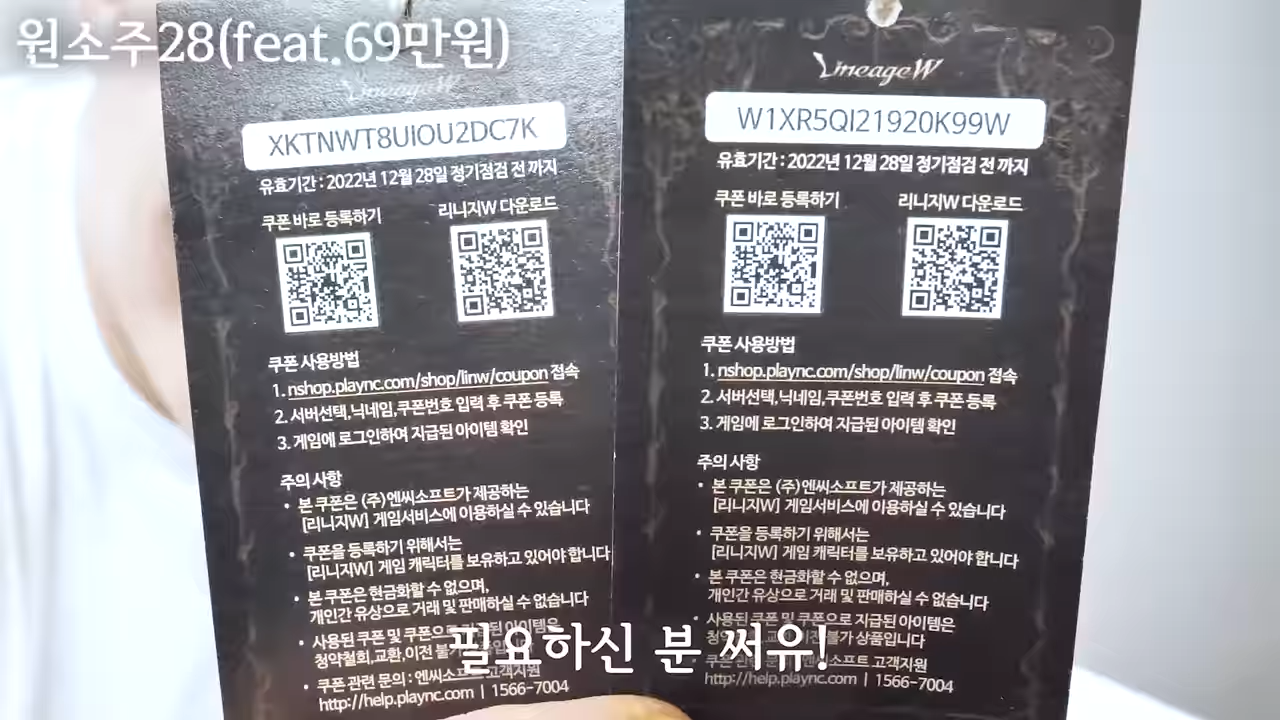 원소주28(feat.69만원)
LineageW
XKTNWT8UIOU2DC7K
유효기간 : 2022년 12월 28일 정기점검 전 까지
쿠폰 바로 등록하기
리니지W 다운로드
쿠폰 사용방법
1. nshop.plaync.com/shop/linw/coupon 접속
2. 서버선택,닉네임,쿠폰번호 입력 후 쿠폰 등록
3. 게임에 로그인하여 지급된 아이템 확인
주의 사항
• 본 쿠폰은 (주)엔씨소프트가 제공하는
[리니지W] 게임서비스에 이용하실 수 있습니다
• 쿠폰을 등록하기 위해서는
[리니지W] 게임 캐릭터를 보유하고 있어야 합니다
• 본 쿠폰은 현금화할 수 없으며,
개인간 유상으로 거래 및 판매하실 수 없습니다
• 사용된 쿠폰 및 쿠폰으로 지급된 아이템은
청약철회,교환,이전 불가
• 쿠폰 관련 문의 : 엔씨소프트 고객지원
http://help.plaync.com | 1566-7004
LineageW
W1XR5QI21920K99W
유효기간 : 2022년 12월 28일 정기점검 전 까지
쿠폰 바로 등록하기
리니지W 다운로드
쿠폰 사용방법
1. nshop.plaync.com/shop/linw/coupon 접속
2. 서버선택,닉네임,쿠폰번호 입력 후 쿠폰 등록
3. 게임에 로그인하여 지급된 아이템 확인
주의 사항
• 본 쿠폰은 (주)엔씨소프트가 제공하는
[리니지W] 게임서비스에 이용하실 수 있습니다
• 쿠폰을 등록하기 위해서는
[리니지W] 게임 캐릭터를 보유하고 있어야 합니다
• 본 쿠폰은 현금화할 수 없으며,
개인간 유상으로 거래 및 판매하실 수 없습니다
• 사용된 쿠폰 및 쿠폰으로 지급된 아이템은
청약철회,교환,이전 불가 상품입니다
• 쿠폰 관련 문의 : 엔씨소프트 고객지원
http://help.plaync.com | 1566-7004
필요하신 분 써유!